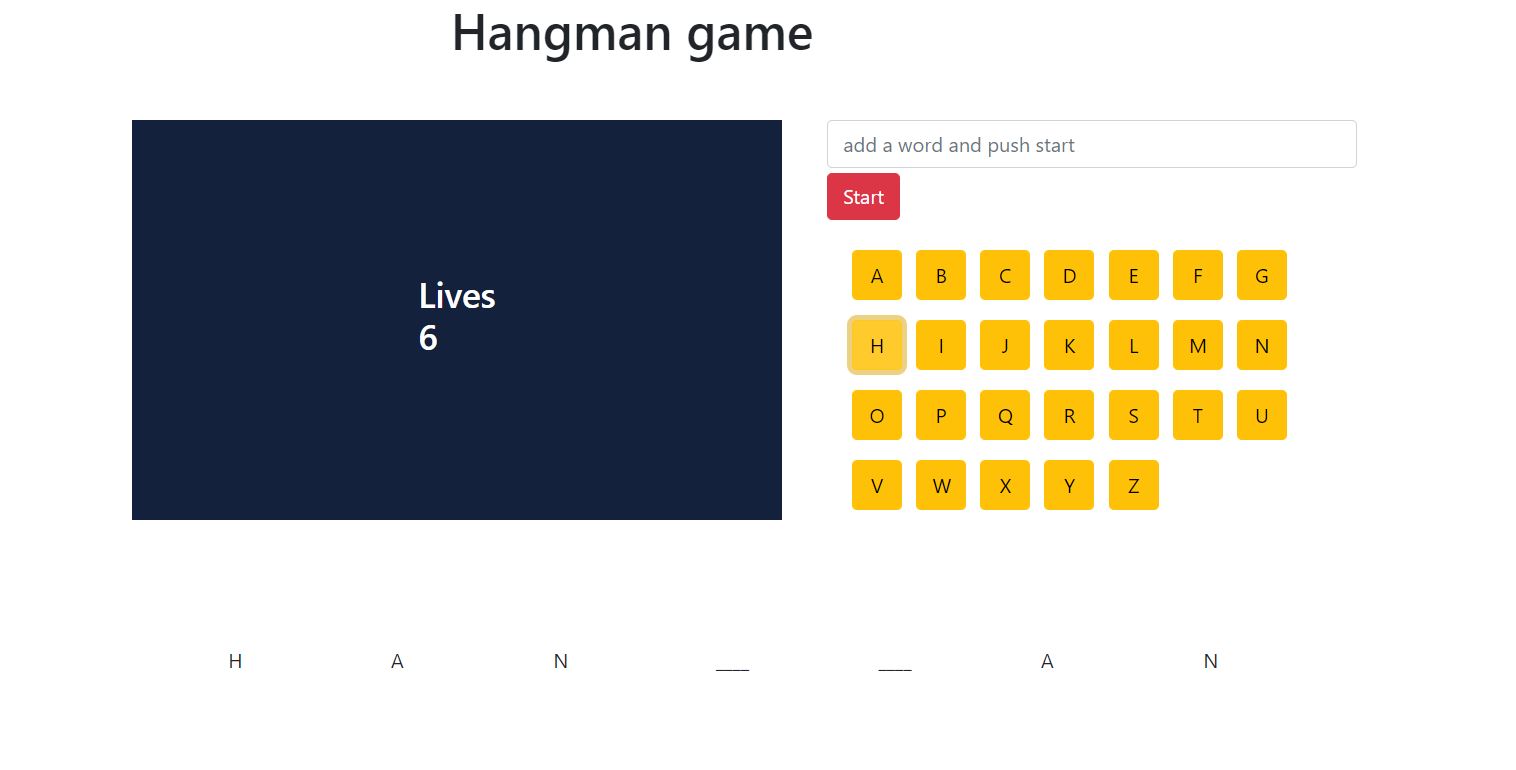 Hangman game
add a word and push start
Start
Lives
6
A B C D E F G
H I J K L M N
O P Q R S T U
V W X Y Z
H A N ___ ___ A N